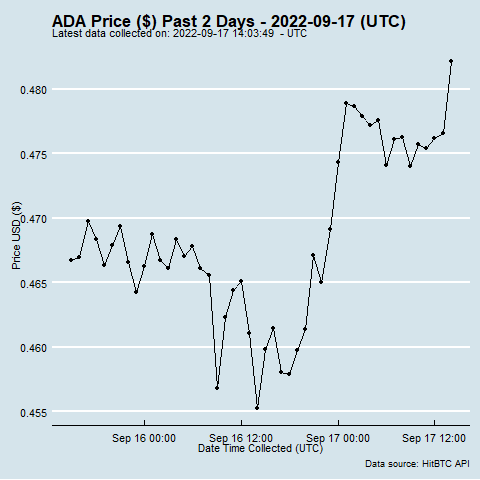 ADA Price ($) Past 2 Days - 2022-09-17 (UTC)
Latest data collected on: 2022-09-17 14:03:49  - UTC
0.480
0.475
0.470
0.465
0.460
0.455
Price USD ($)
Sep 16 00:00 Sep 16 12:00 Sep 17 00:00 Sep 17 12:00
Date Time Collected (UTC)
Data source: HitBTC API